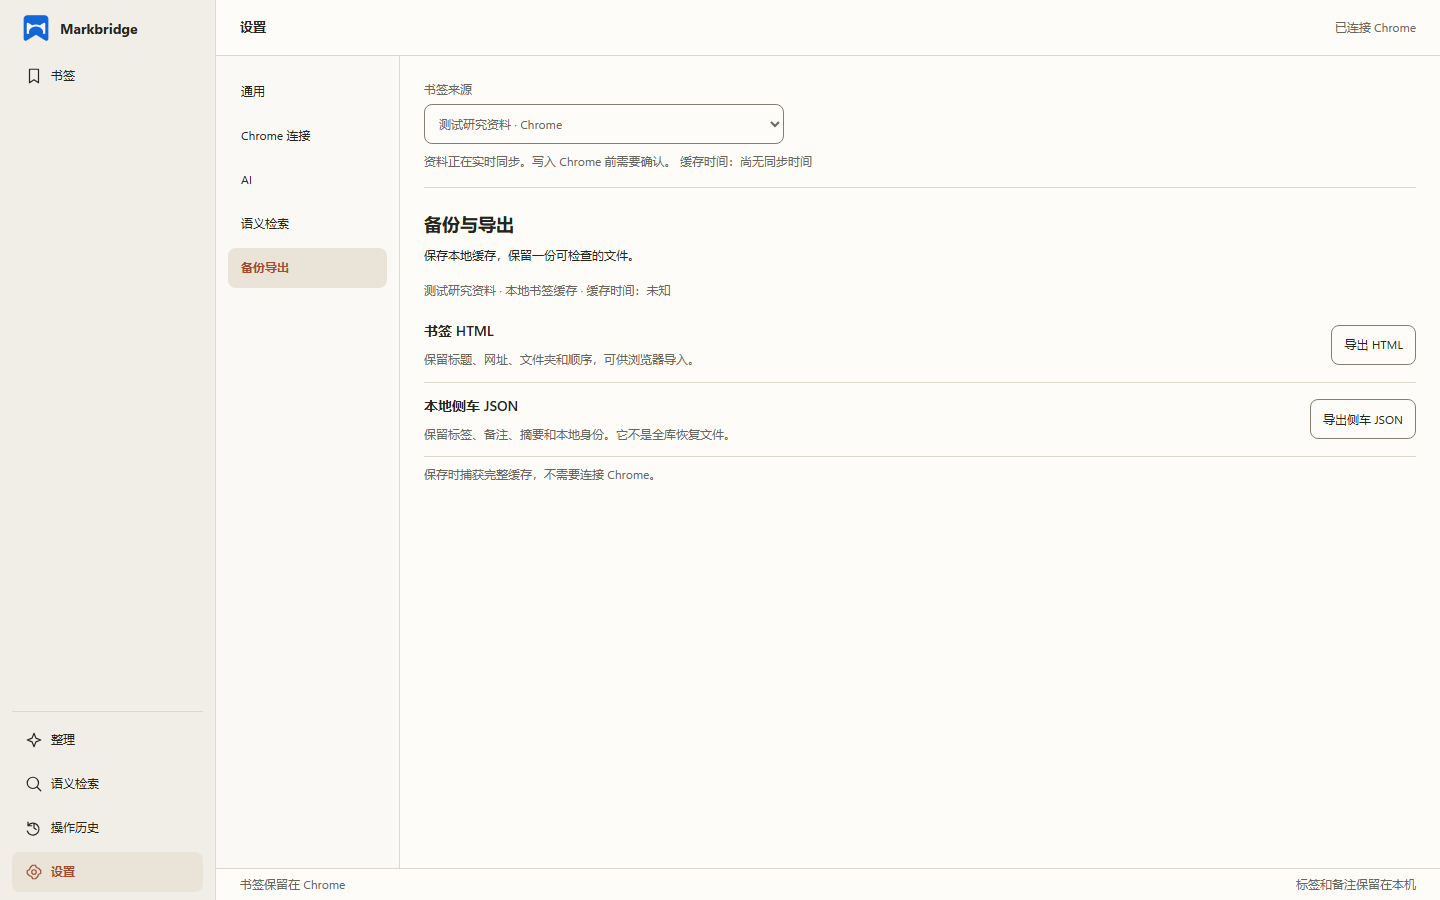 Markbridge
书签
整理
语义检索
操作历史
设置
设置
已连接 Chrome
通用
Chrome 连接
AI
语义检索
备份导出
书签来源
测试研究资料 · Chrome
资料正在实时同步。写入 Chrome 前需要确认。 缓存时间：尚无同步时间
备份与导出
保存本地缓存，保留一份可检查的文件。
测试研究资料 · 本地书签缓存 · 缓存时间：未知
书签 HTML
保留标题、网址、文件夹和顺序，可供浏览器导入。
导出 HTML
本地侧车 JSON
保留标签、备注、摘要和本地身份。它不是全库恢复文件。
导出侧车 JSON
保存时捕获完整缓存，不需要连接 Chrome。
书签保留在 Chrome
标签和备注保留在本机